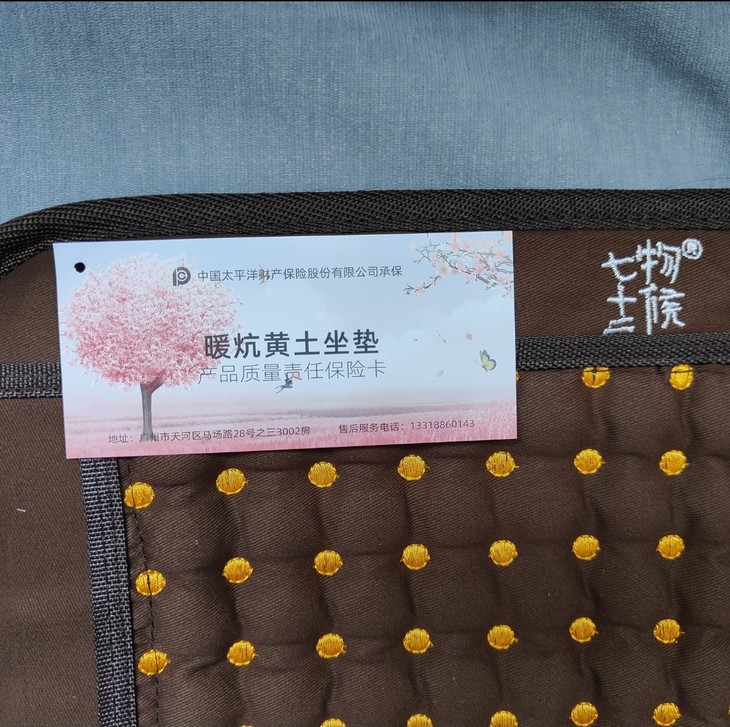 中国太平洋财产保险股份有限公司承保
暖炕黄土坐垫
产品质量责任保险卡
地址：广州市天河区马场路28号之三3002房 售后服务电话：13318860143
七十二物候®